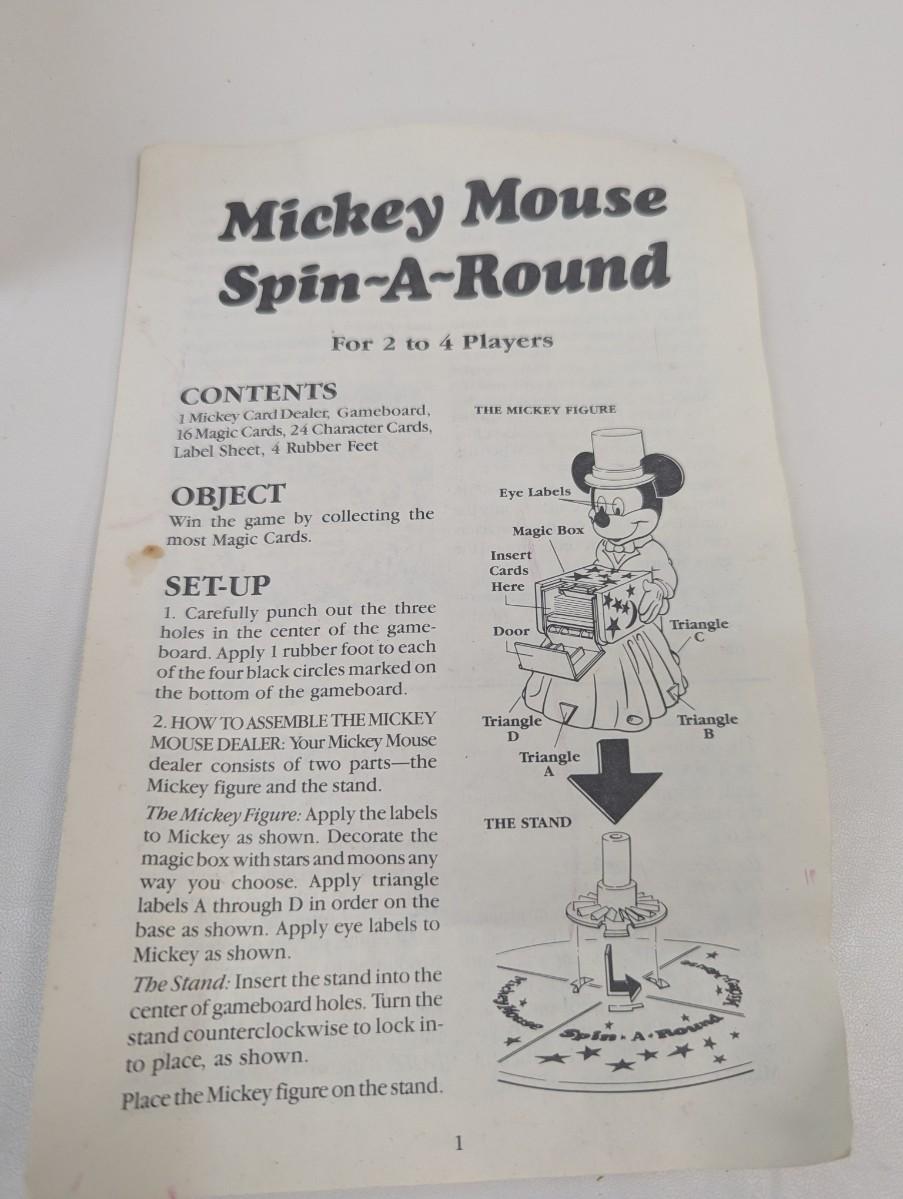 Mickey Mouse
Spin~A~Round
For 2 to 4 Players
CONTENTS
1 Mickey Card Dealer, Gameboard,
16 Magic Cards, 24 Character Cards,
Label Sheet, 4 Rubber Feet
OBJECT
Win the game by collecting the
most Magic Cards.
SET-UP
1. Carefully punch out the three
holes in the center of the game-
board. Apply 1 rubber foot to each
of the four black circles marked on
the bottom of the gameboard.
2. HOW TO ASSEMBLE THE MICKEY
MOUSE DEALER: Your Mickey Mouse
dealer consists of two parts—the
Mickey figure and the stand.
The Mickey Figure: Apply the labels
to Mickey as shown. Decorate the
magic box with stars and moons any
way you choose. Apply triangle
labels A through D in order on the
base as shown. Apply eye labels to
Mickey as shown.
The Stand: Insert the stand into the
center of gameboard holes. Turn the
stand counterclockwise to lock in-
to place, as shown.
Place the Mickey figure on the stand.
THE MICKEY FIGURE
Eye Labels
Magic Box
Insert
Cards
Here
Door
Triangle
C
Triangle
D
Triangle
B
Triangle
A
THE STAND
Mickey Mouse
Spin · A · Round
Mickey
1